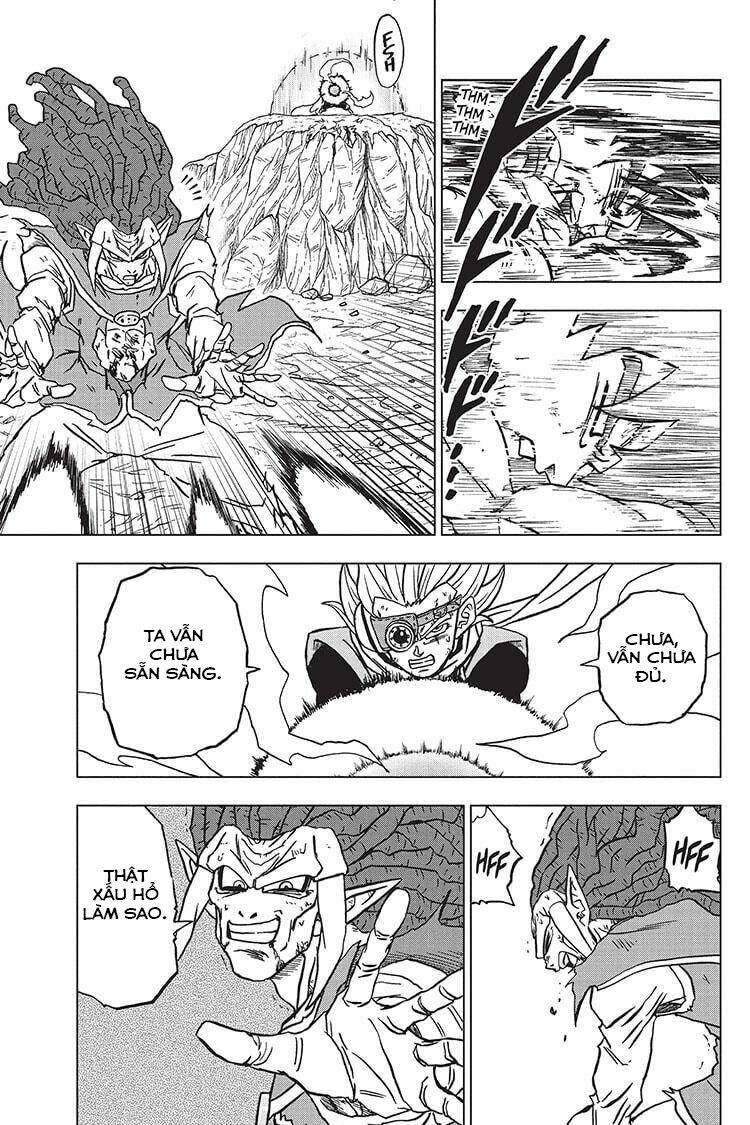 THM
THM
THM
FSH
CHƯA,
VẪN CHƯA
ĐỦ.
TA VẪN
CHƯA
SẴN SÀNG.
HFF
HFF
THẬT
XẤU HỔ
LÀM SAO.